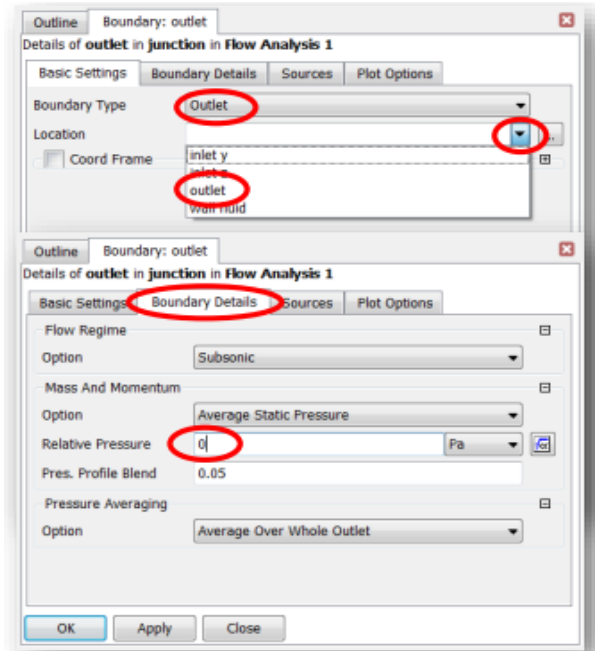 Outline Boundary: outlet
Details of outlet in junction in Flow Analysis 1
Basic Settings Boundary Details Sources Plot Options
Boundary Type Outlet
Location ...
Coord Frame
inlet y
inlet z
outlet
wall fluid
Outline Boundary: outlet
Details of outlet in junction in Flow Analysis 1
Basic Settings Boundary Details Sources Plot Options
Flow Regime
Option Subsonic
Mass And Momentum
Option Average Static Pressure
Relative Pressure 0 Pa
Pres. Profile Blend 0.05
Pressure Averaging
Option Average Over Whole Outlet
OK Apply Close